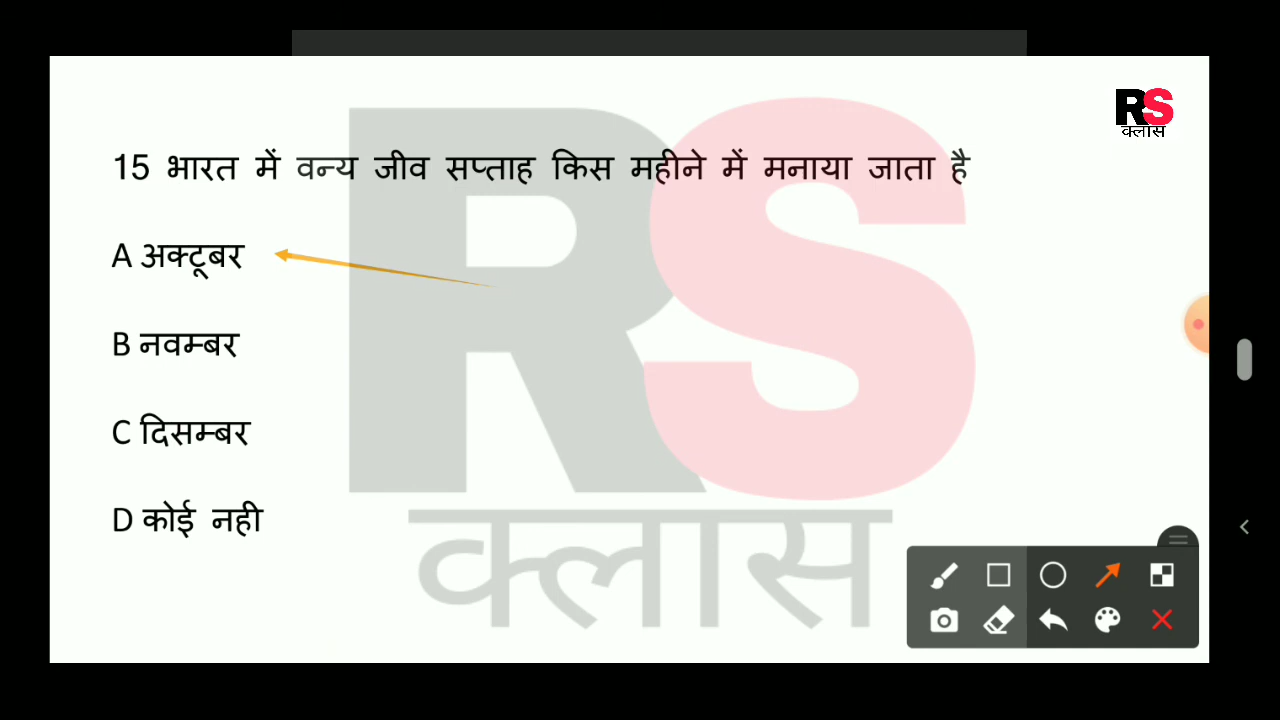 RS
क्लास
15 भारत में वन्य जीव सप्ताह किस महीने में मनाया जाता है
A अक्टूबर
B नवम्बर
C दिसम्बर
D कोई नही
RS
क्लास